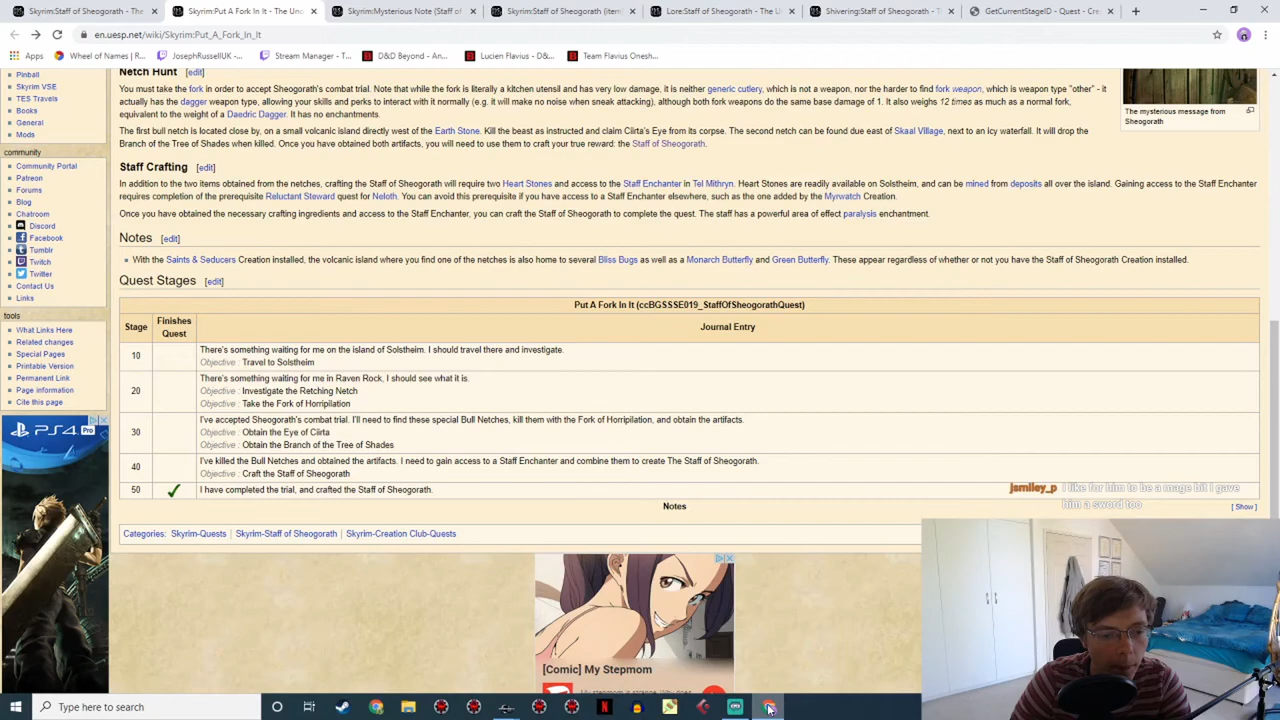 Skyrim:Staff of Sheogorath - The
Skyrim:Put A Fork In It - The Uno
Skyrim:Mysterious Note (Staff of
Skyrim:Staff of Sheogorath (item)
Lore:Staff of Sheogorath - The U
Shivering:Staff of Sheogorath - T
GetCurrentStageID - Quest - Cre
en.uesp.net/wiki/Skyrim:Put_A_Fork_In_It
Apps
Wheel of Names | R...
JosephRussellUK - ...
Stream Manager - T...
D&D Beyond - An...
Lucien Flavius - D&...
Team Flavius Onesh...
Pinball
Skyrim VSE
TES Travels
Books
General
Mods
community
Community Portal
Patreon
Forums
Blog
Chatroom
Discord
Facebook
Tumblr
Twitch
Twitter
Contact Us
Links
tools
What Links Here
Related changes
Special Pages
Printable Version
Permanent Link
Page information
Cite this page
PS4 Pro
Netch Hunt [edit]
You must take the fork in order to accept Sheogorath's combat trial. Note that while the fork is literally a kitchen utensil and has very low damage, it is neither generic cutlery, which is not a weapon, nor the harder to find fork weapon, which is weapon type "other" - it
actually has the dagger weapon type, allowing your skills and perks to interact with it normally (e.g. it will make no noise when sneak attacking), although both fork weapons do the same base damage of 1. It also weighs 12 times as much as a normal fork,
equivalent to the weight of a Daedric Dagger. It has no enchantments.
The first bull netch is located close by, on a small volcanic island directly west of the Earth Stone. Kill the beast as instructed and claim Ciirta's Eye from its corpse. The second netch can be found due east of Skaal Village, next to an icy waterfall. It will drop the
Branch of the Tree of Shades when killed. Once you have obtained both artifacts, you will need to use them to craft your true reward: the Staff of Sheogorath.
The mysterious message from
Sheogorath
Staff Crafting [edit]
In addition to the two items obtained from the netches, crafting the Staff of Sheogorath will require two Heart Stones and access to the Staff Enchanter in Tel Mithryn. Heart Stones are readily available on Solstheim, and can be mined from deposits all over the island. Gaining access to the Staff Enchanter
requires completion of the prerequisite Reluctant Steward quest for Neloth. You can avoid this prerequisite if you have access to a Staff Enchanter elsewhere, such as the one added by the Myrwatch Creation.
Once you have obtained the necessary crafting ingredients and access to the Staff Enchanter, you can craft the Staff of Sheogorath to complete the quest. The staff has a powerful area of effect paralysis enchantment.
Notes [edit]
With the Saints & Seducers Creation installed, the volcanic island where you find one of the netches is also home to several Bliss Bugs as well as a Monarch Butterfly and Green Butterfly. These appear regardless of whether or not you have the Staff of Sheogorath Creation installed.
Quest Stages [edit]
Put A Fork In It (ccBGSSSE019_StaffOfSheogorathQuest)
Stage
Finishes
Quest
Journal Entry
10
There's something waiting for me on the island of Solstheim. I should travel there and investigate.
Objective : Travel to Solstheim
20
There's something waiting for me in Raven Rock, I should see what it is.
Objective : Investigate the Retching Netch
Objective : Take the Fork of Horripilation
30
I've accepted Sheogorath's combat trial. I'll need to find these special Bull Netches, kill them with the Fork of Horripilation, and obtain the artifacts.
Objective : Obtain the Eye of Ciirta
Objective : Obtain the Branch of the Tree of Shades
40
I've killed the Bull Netches and obtained the artifacts. I need to gain access to a Staff Enchanter and combine them to create The Staff of Sheogorath.
Objective : Craft the Staff of Sheogorath
50
I have completed the trial, and crafted the Staff of Sheogorath.
Notes
[ Show ]
jsmiley_p I like for him to be a mage bit I gave
him a sword too
Categories: Skyrim-Quests | Skyrim-Staff of Sheogorath | Skyrim-Creation Club-Quests
[Comic] My Stepmom
Type here to search